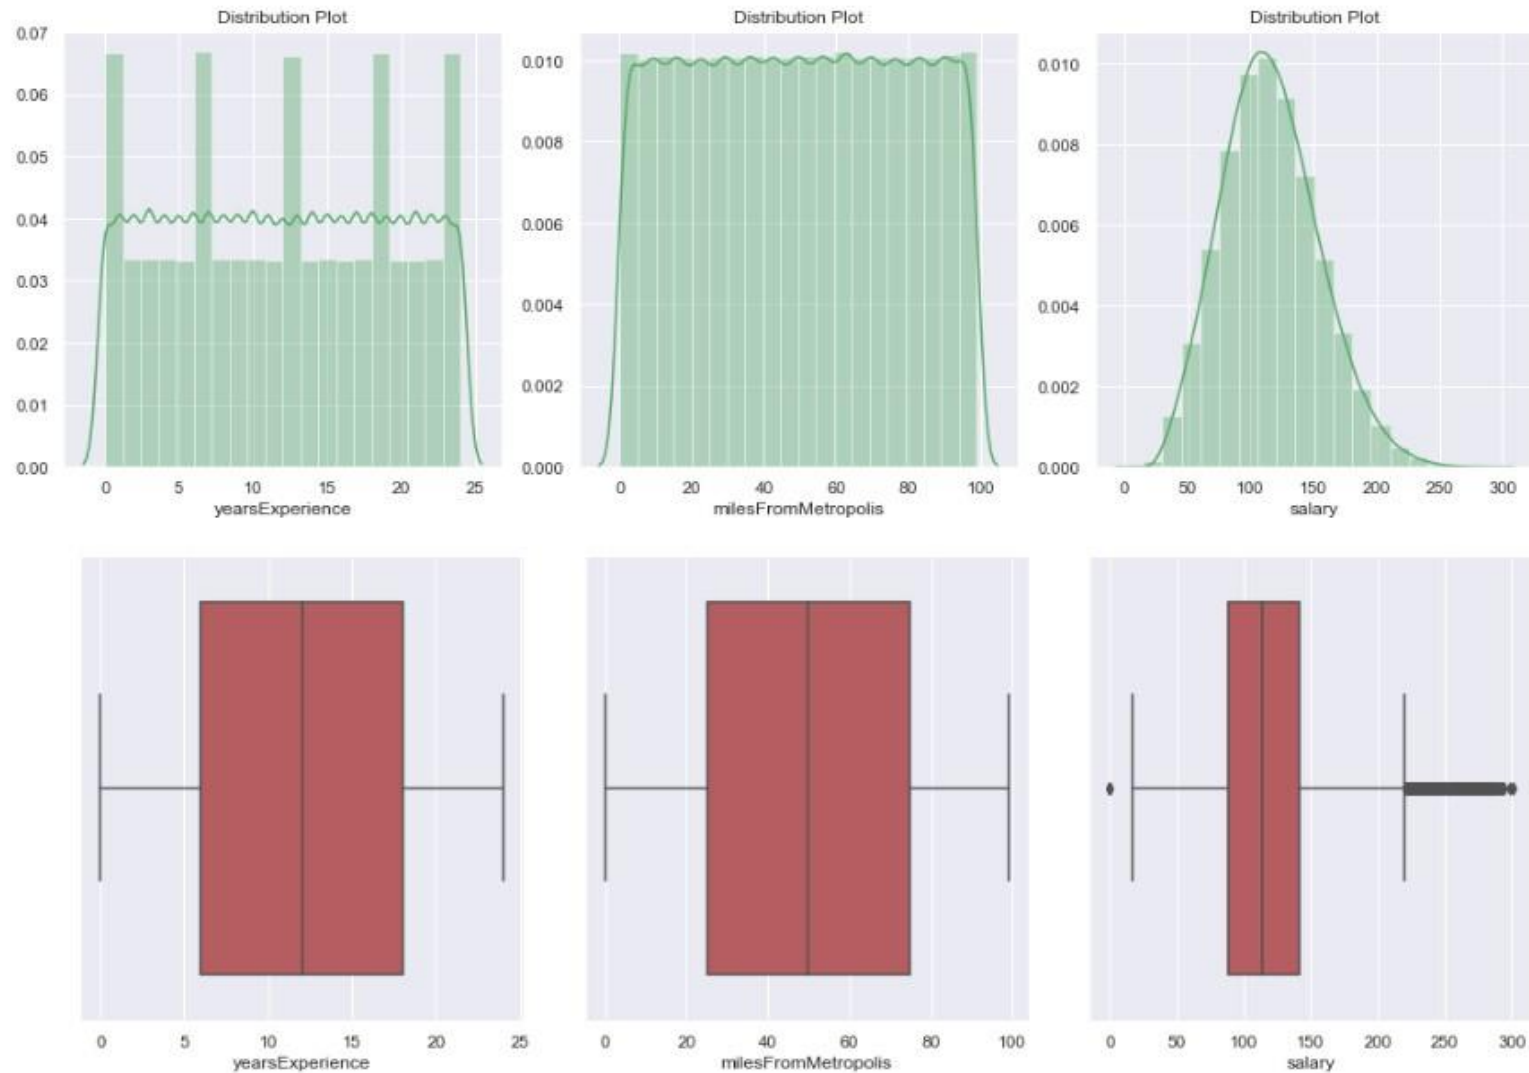 Distribution Plot
0.07
0.06
0.05
0.04
0.03
0.02
0.01
0.00
0 5 10 15 20 25
yearsExperience
Distribution Plot
0.010
0.008
0.006
0.004
0.002
0.000
0 20 40 60 80 100
milesFromMetropolis
Distribution Plot
0.010
0.008
0.006
0.004
0.002
0.000
0 50 100 150 200 250 300
salary
0 5 10 15 20 25
yearsExperience
0 20 40 60 80 100
milesFromMetropolis
0 50 100 150 200 250 300
salary